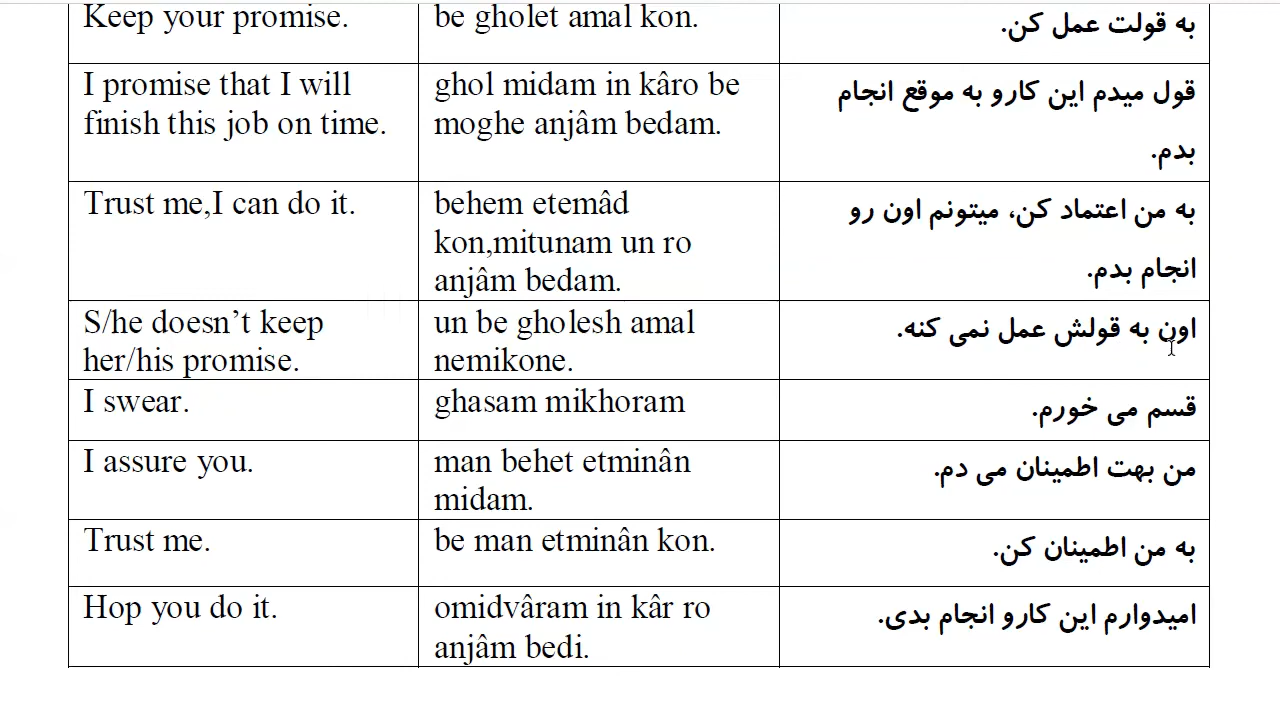 Keep your promise.
be gholet amal kon.
به قولت عمل کن.
I promise that I will
finish this job on time.
ghol midam in kâro be
moghe anjâm bedam.
قول میدم این کارو به موقع انجام
بدم.
Trust me,I can do it.
behem etemâd
kon,mitunam un ro
anjâm bedam.
به من اعتماد کن، میتونم اون رو
انجام بدم.
S/he doesn’t keep
her/his promise.
un be gholesh amal
nemikone.
اون به قولش عمل نمی کنه.
I swear.
ghasam mikhoram
قسم می خورم.
I assure you.
man behet etminân
midam.
من بهت اطمینان می دم.
Trust me.
be man etminân kon.
به من اطمینان کن.
Hop you do it.
omidvâram in kâr ro
anjâm bedi.
امیدوارم این کارو انجام بدی.